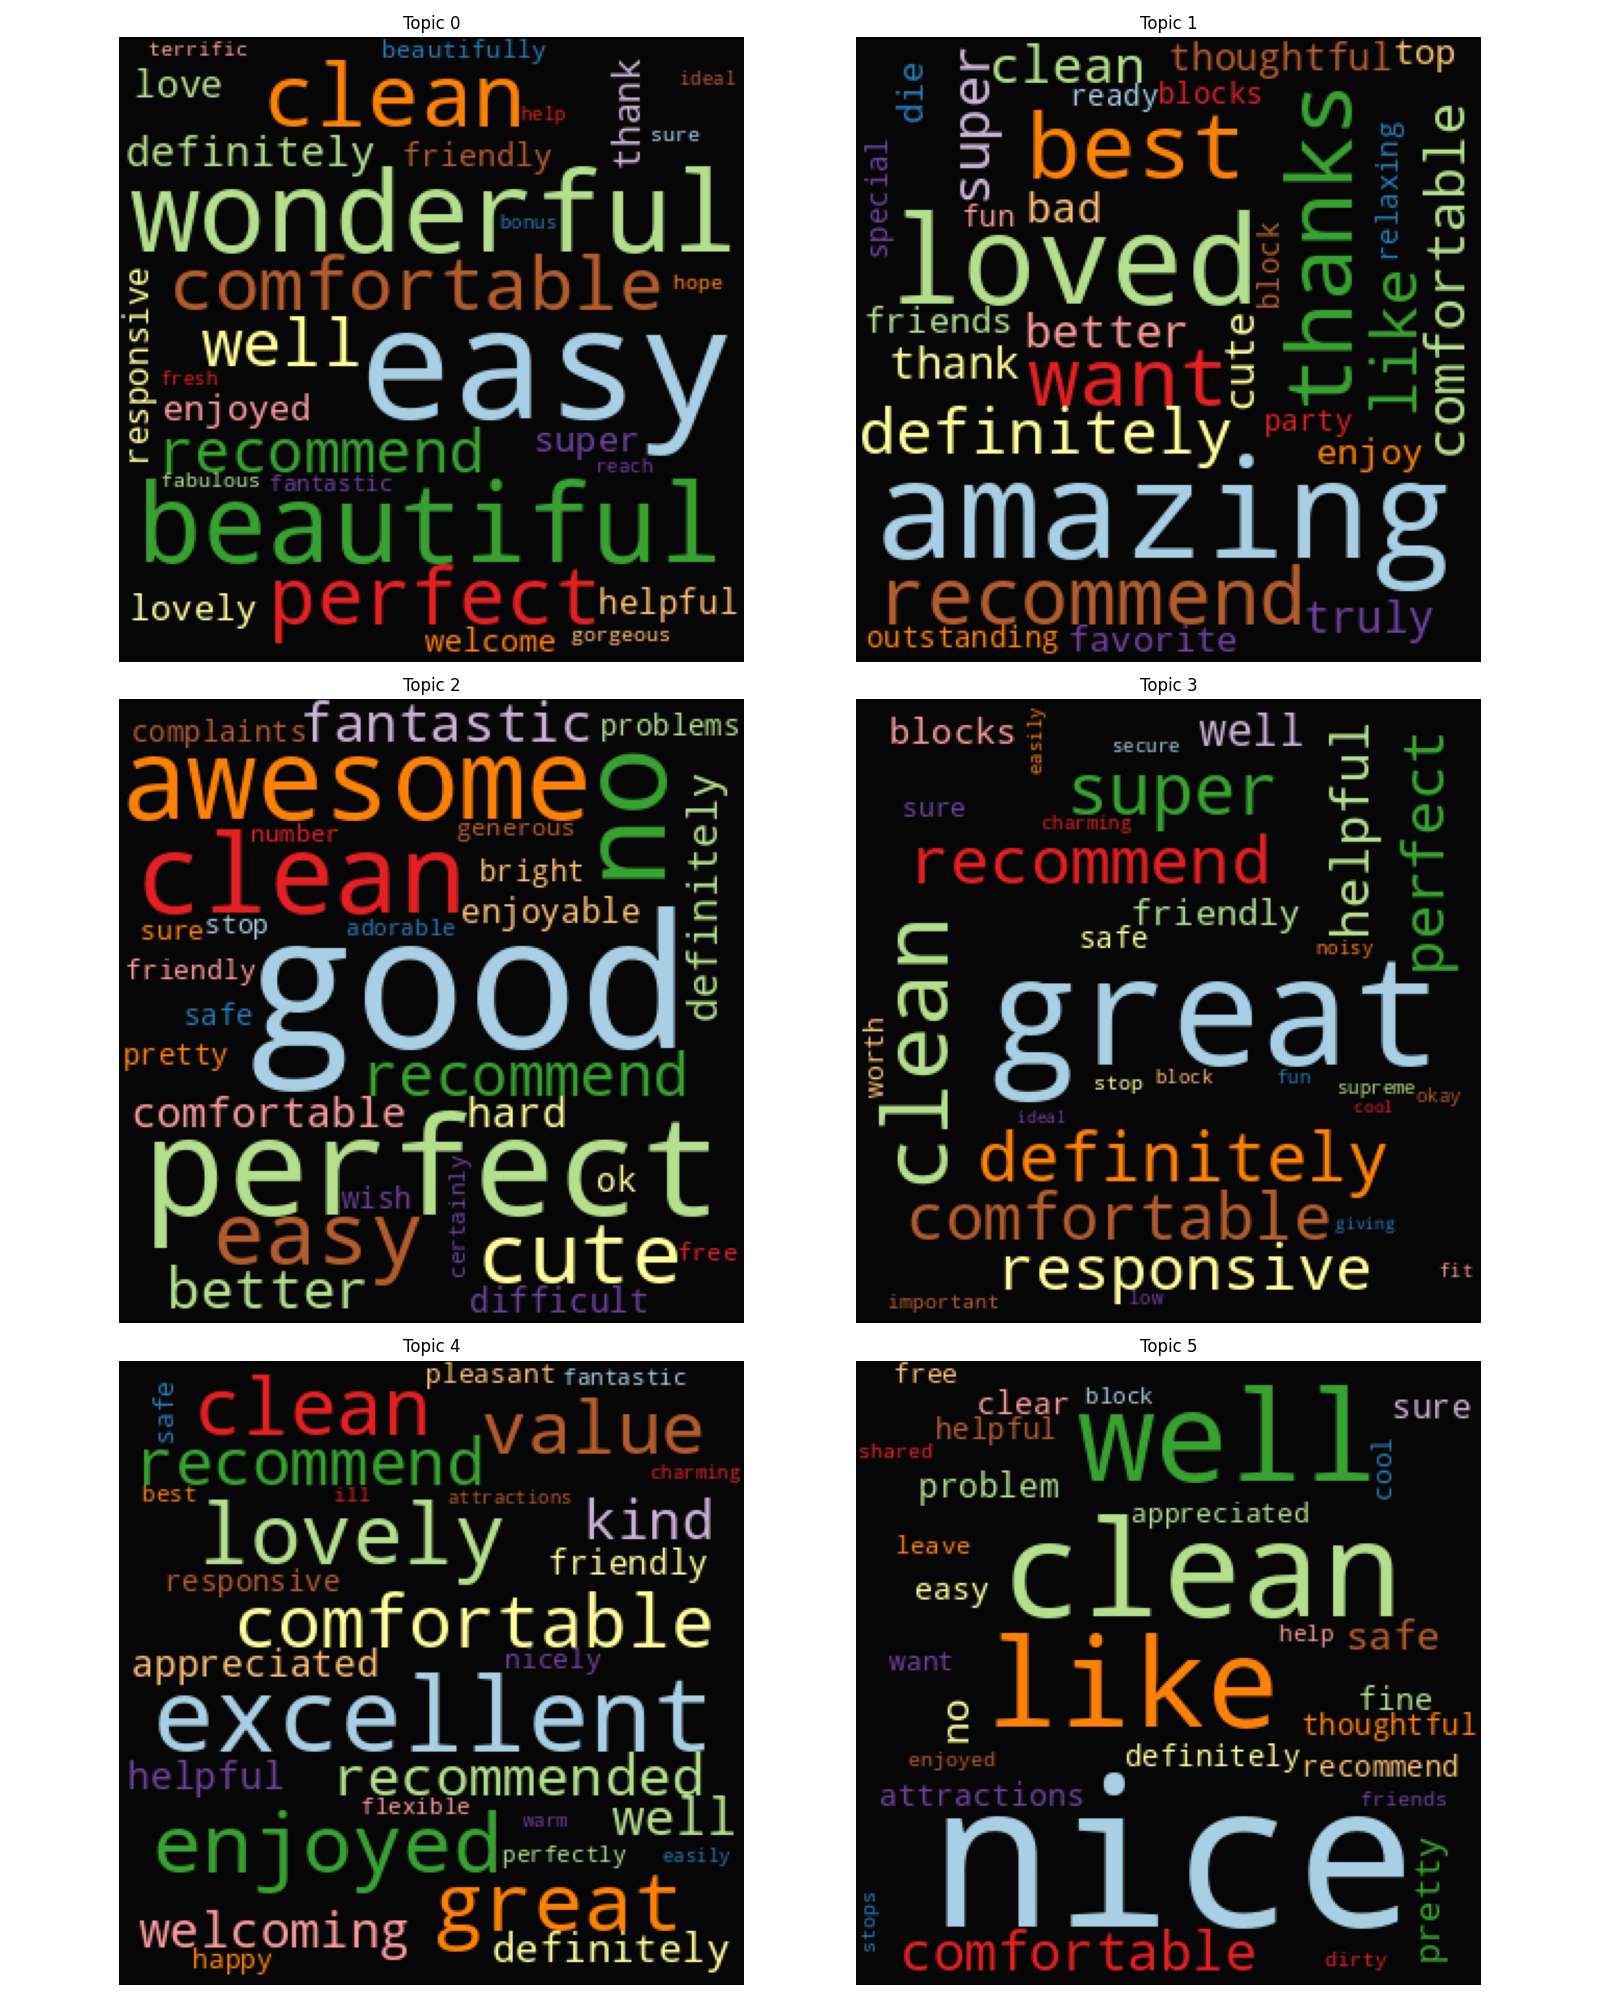 Topic 0
terrific beautifully
love clean thank ideal
help sure
definitely friendly
wonderful
bonus
comfortable hope
responsive well easy
fresh
enjoyed
recommend super
reach
fabulous fantastic
beautiful
perfect helpful
lovely
welcome gorgeous
Topic 1
die super clean thoughtful top
ready blocks
special best thanks relaxing comfortable
fun bad
loved block
friends better cute like
thank want
definitely party
enjoy
amazing
recommend truly
outstanding favorite
Topic 2
complaints fantastic problems
awesome no
number generous definitely
clean bright
enjoyable
sure stop adorable
friendly good
safe
pretty
recommend
comfortable hard
perfect
wish certainly ok
easy cute free
better difficult
Topic 3
blocks easily secure well helpful perfect
super
sure charming
recommend
friendly
safe noisy
clean great
worth
stop block fun supreme okay
ideal cool
definitely
comfortable giving
responsive fit
important low
Topic 4
safe clean pleasant fantastic
value
recommend charming
best ill attractions
lovely kind
friendly
responsive
comfortable
appreciated nicely
excellent
helpful recommended
flexible warm well
enjoyed perfectly easily
great
welcoming definitely
happy
Topic 5
free
clear block well sure
helpful
shared cool
problem
appreciated
leave clean
easy
help safe
want like
no fine
thoughtful
enjoyed definitely recommend
attractions friends
nice
stops pretty
comfortable dirty